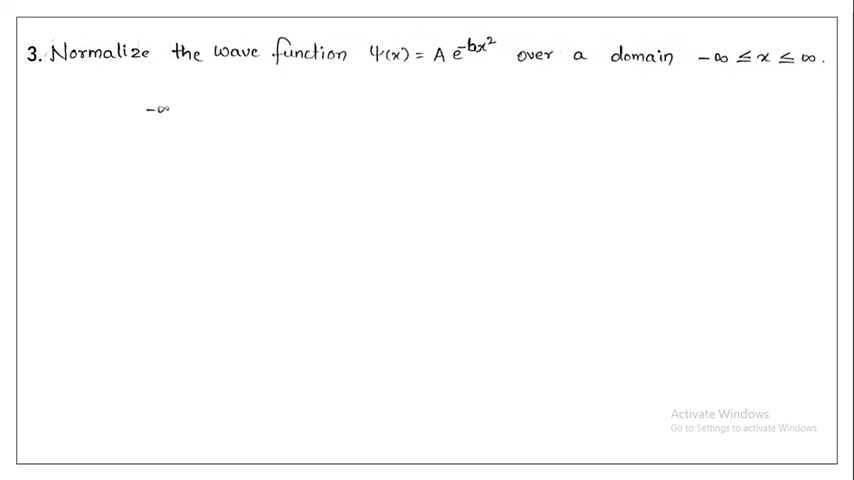 3. Normalize the wave function Ψ(x) = A e^{-bx²} over a domain -∞ ≤ x ≤ ∞.
-∞
Activate Windows
Go to Settings to activate Windows.